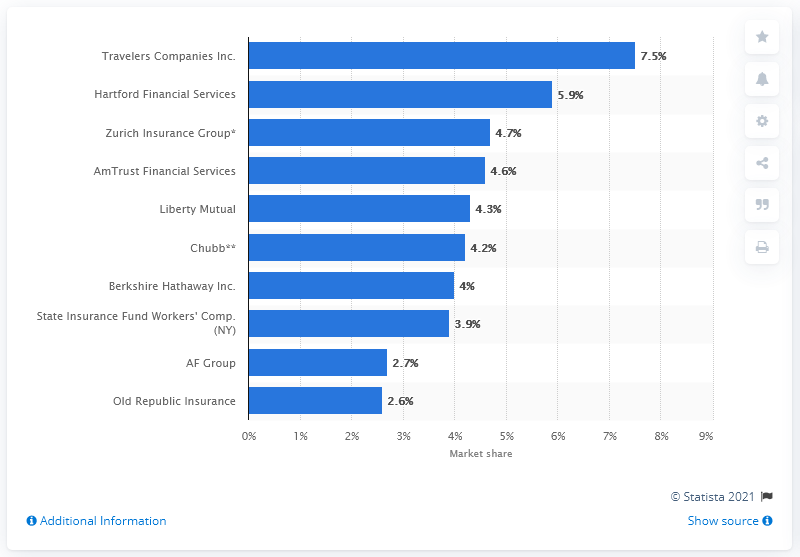 Travelers Companies Inc. 7.5%
Hartford Financial Services 5.9%
Zurich Insurance Group* 4.7%
AmTrust Financial Services 4.6%
Liberty Mutual 4.3%
Chubb** 4.2%
Berkshire Hathaway Inc. 4%
State Insurance Fund Workers' Comp.
(NY) 3.9%
AF Group 2.7%
Old Republic Insurance 2.6%
0% 1% 2% 3% 4% 5% 6% 7% 8% 9%
Market share
© Statista 2021
Additional Information Show source